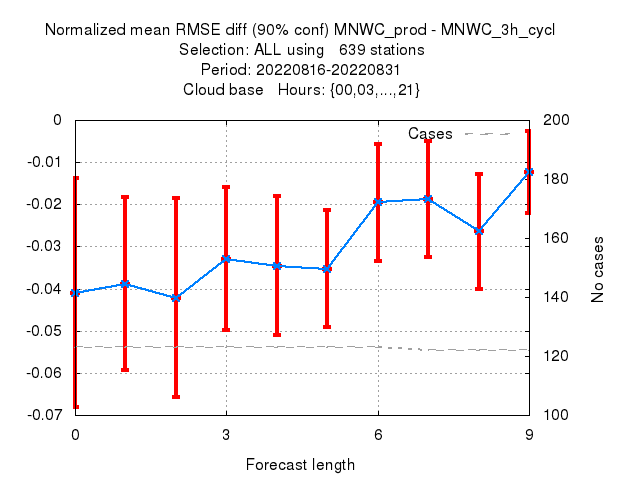 Normalized mean RMSE diff (90% conf) MNWC_prod - MNWC_3h_cycl
Selection: ALL using   639 stations
Period: 20220816-20220831
Cloud base   Hours: {00,03,...,21}
Cases
0
-0.01
-0.02
-0.03
-0.04
-0.05
-0.06
-0.07
200
180
160
140
120
100
No cases
0
3
6
9
Forecast length